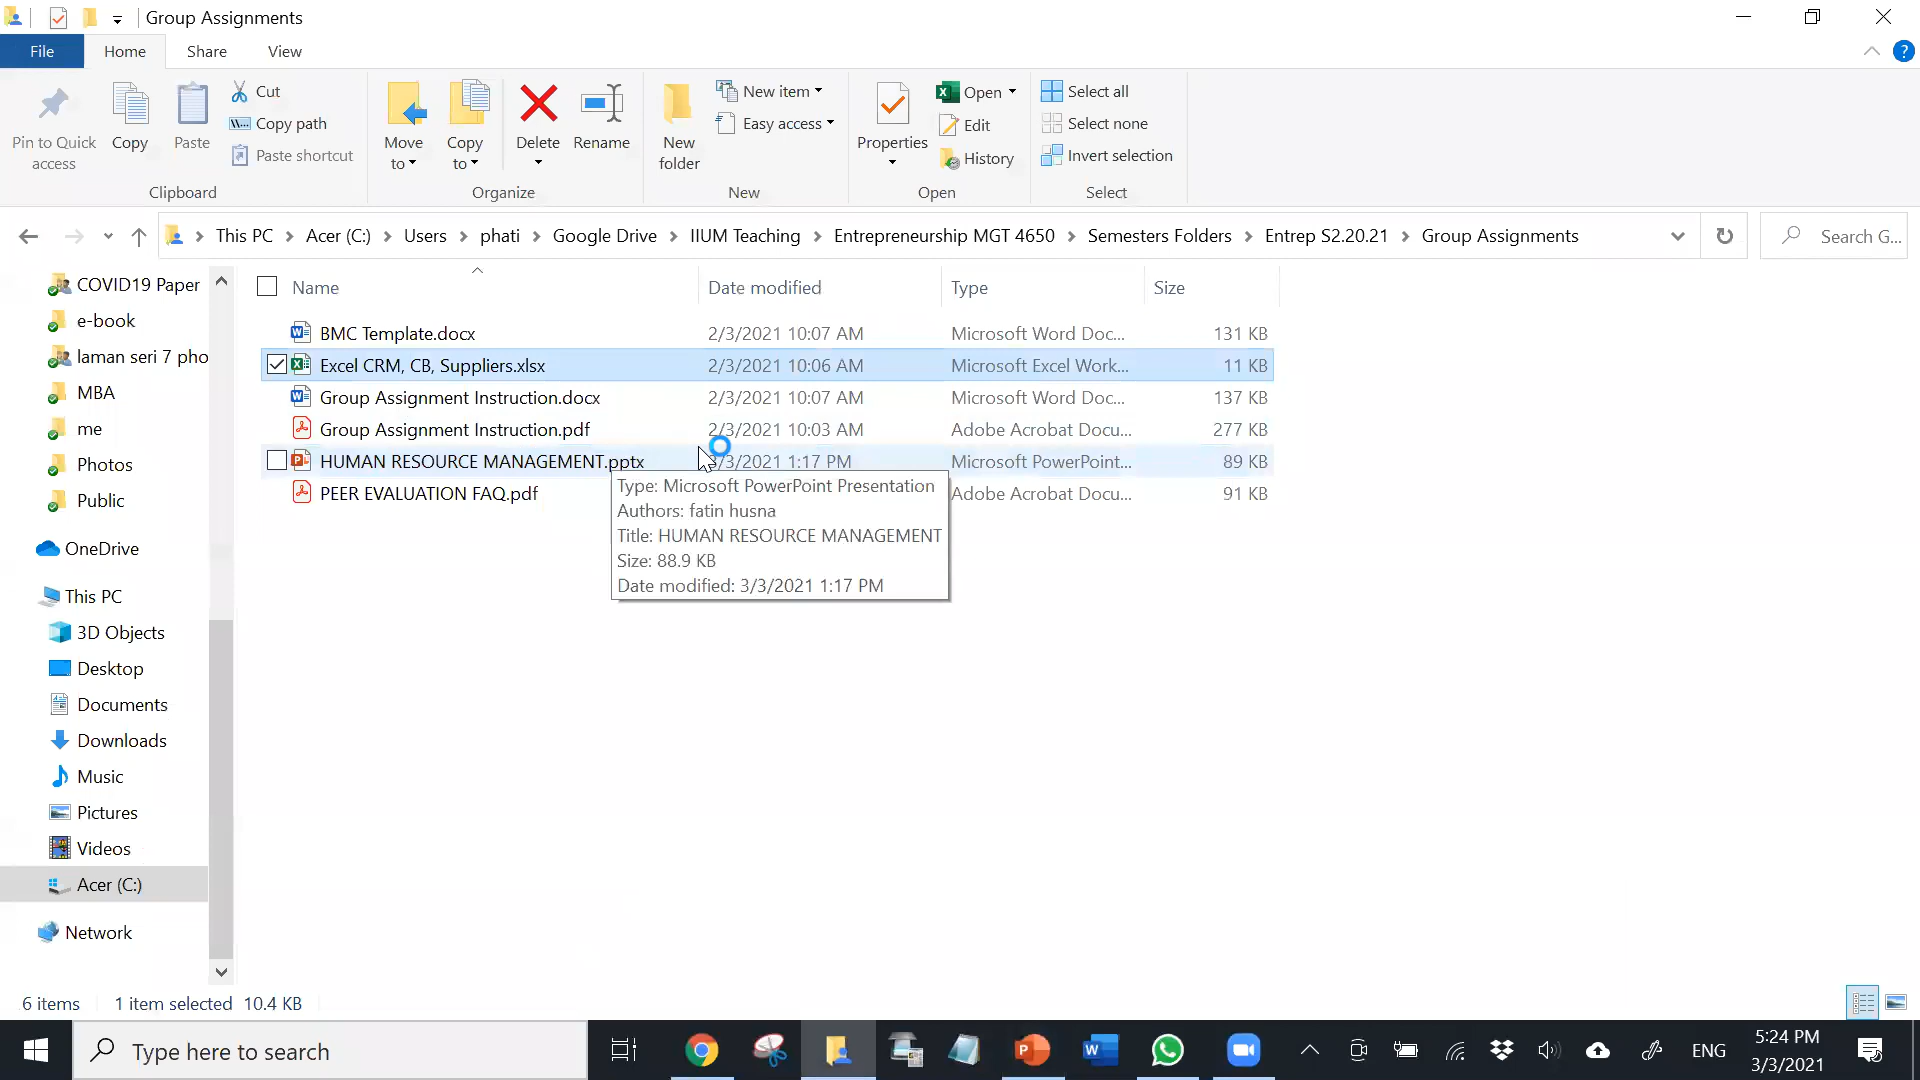 Group Assignments
File
Home
Share
View
Pin to Quick access
Copy
Paste
Cut
Copy path
Paste shortcut
Clipboard
Move to
Copy to
Delete
Rename
Organize
New folder
New item
Easy access
New
Properties
Open
Edit
History
Open
Select all
Select none
Invert selection
Select
This PC > Acer (C:) > Users > phati > Google Drive > IIUM Teaching > Entrepreneurship MGT 4650 > Semesters Folders > Entrep S2.20.21 > Group Assignments
Search G...
COVID19 Paper
e-book
laman seri 7 pho
MBA
me
Photos
Public
OneDrive
This PC
3D Objects
Desktop
Documents
Downloads
Music
Pictures
Videos
Acer (C:)
Network
Name Date modified Type Size
BMC Template.docx 2/3/2021 10:07 AM Microsoft Word Doc... 131 KB
Excel CRM, CB, Suppliers.xlsx 2/3/2021 10:06 AM Microsoft Excel Work... 11 KB
Group Assignment Instruction.docx 2/3/2021 10:07 AM Microsoft Word Doc... 137 KB
Group Assignment Instruction.pdf 2/3/2021 10:03 AM Adobe Acrobat Docu... 277 KB
HUMAN RESOURCE MANAGEMENT.pptx 3/3/2021 1:17 PM Microsoft PowerPoint... 89 KB
PEER EVALUATION FAQ.pdf Adobe Acrobat Docu... 91 KB
Type: Microsoft PowerPoint Presentation
Authors: fatin husna
Title: HUMAN RESOURCE MANAGEMENT
Size: 88.9 KB
Date modified: 3/3/2021 1:17 PM
6 items 1 item selected 10.4 KB
Type here to search
ENG
5:24 PM
3/3/2021